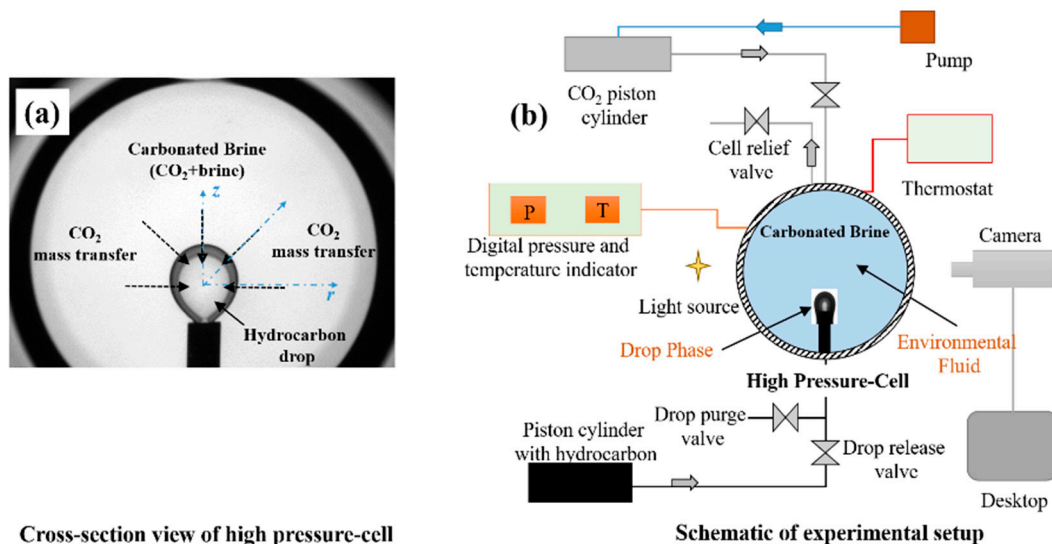 (a)
Carbonated Brine
(CO₂+brine)
z
CO₂
mass transfer
CO₂
mass transfer
r
Hydrocarbon
drop
Cross-section view of high pressure-cell
(b)
Pump
CO₂ piston
cylinder
Cell relief
valve
Thermostat
P
T
Digital pressure and
temperature indicator
Carbonated Brine
Camera
Light source
Drop Phase
Environmental
Fluid
High Pressure-Cell
Drop purge
valve
Piston cylinder
with hydrocarbon
Drop release
valve
Desktop
Schematic of experimental setup